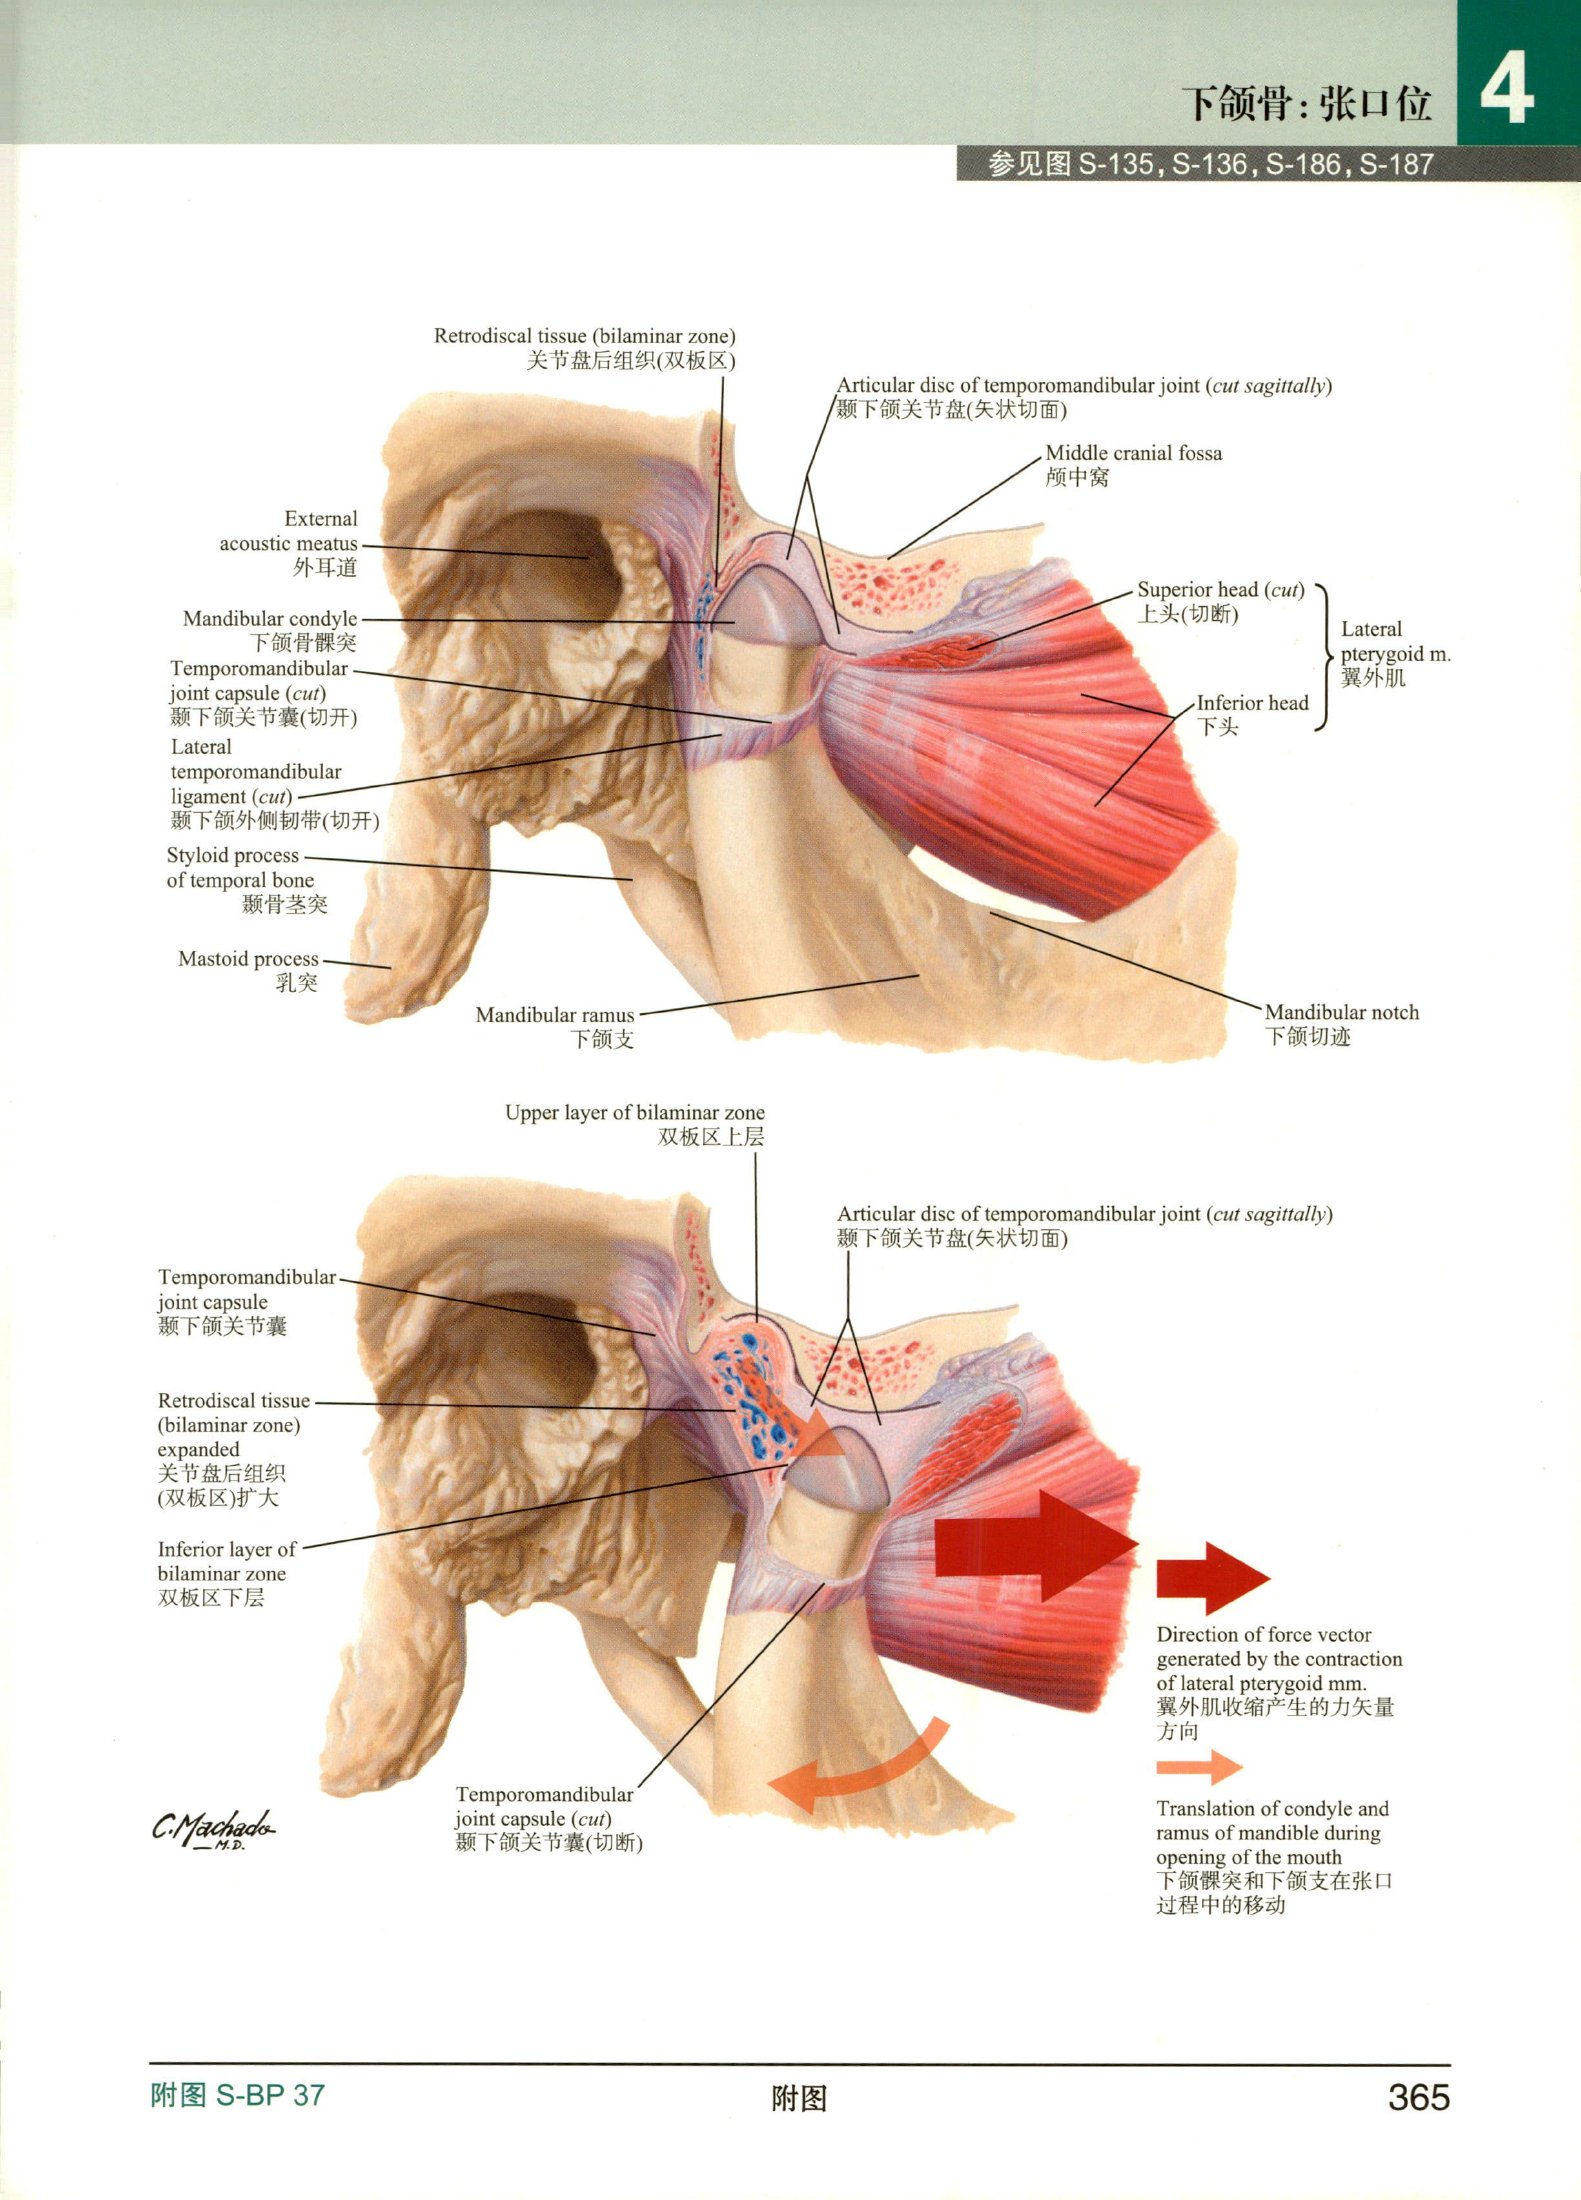 下颌骨：张口位
4
参见图 S-135, S-136, S-186, S-187
Retrodiscal tissue (bilaminar zone)
关节盘后组织(双板区)
Articular disc of temporomandibular joint (cut sagittally)
颞下颌关节盘(矢状切面)
Middle cranial fossa
颅中窝
External
acoustic meatus
外耳道
Mandibular condyle
下颌骨髁突
Temporomandibular
joint capsule (cut)
颞下颌关节囊(切开)
Lateral
temporomandibular
ligament (cut)
颞下颌外侧韧带(切开)
Styloid process
of temporal bone
颞骨茎突
Mastoid process
乳突
Mandibular ramus
下颌支
Superior head (cut)
上头(切断)
Lateral
pterygoid m.
翼外肌
Inferior head
下头
Mandibular notch
下颌切迹
Upper layer of bilaminar zone
双板区上层
Articular disc of temporomandibular joint (cut sagittally)
颞下颌关节盘(矢状切面)
Temporomandibular
joint capsule
颞下颌关节囊
Retrodiscal tissue
(bilaminar zone)
expanded
关节盘后组织
(双板区)扩大
Inferior layer of
bilaminar zone
双板区下层
Temporomandibular
joint capsule (cut)
颞下颌关节囊(切断)
Direction of force vector
generated by the contraction
of lateral pterygoid mm.
翼外肌收缩产生的力矢量
方向
Translation of condyle and
ramus of mandible during
opening of the mouth
下颌髁突和下颌支在张口
过程中的移动
C.Machado
M.D.
附图 S-BP 37
附图
365